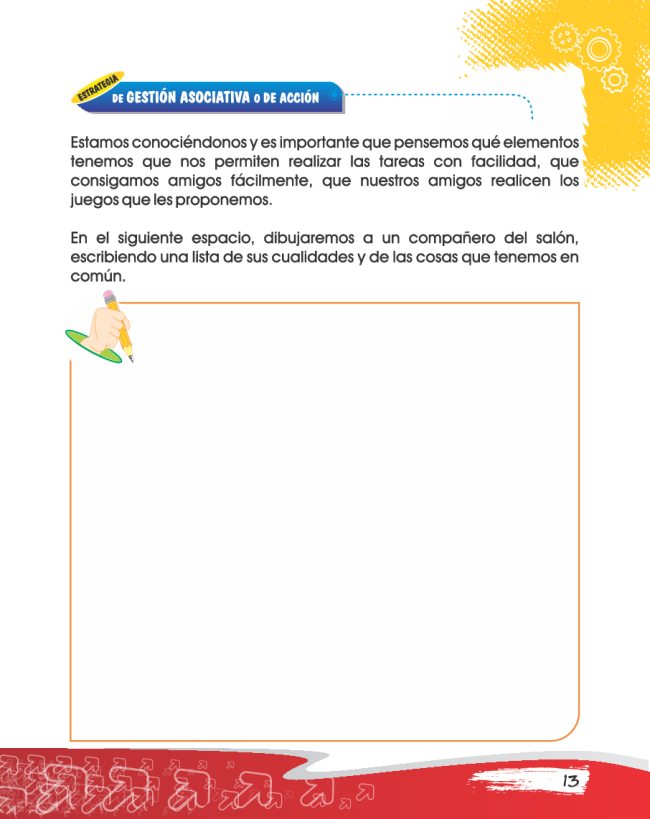 ESTRATEGIA
DE GESTIÓN ASOCIATIVA O DE ACCIÓN
Estamos conociéndonos y es importante que pensemos qué elementos
tenemos que nos permiten realizar las tareas con facilidad, que
consigamos amigos fácilmente, que nuestros amigos realicen los
juegos que les proponemos.
En el siguiente espacio, dibujaremos a un compañero del salón,
escribiendo una lista de sus cualidades y de las cosas que tenemos en
común.
13